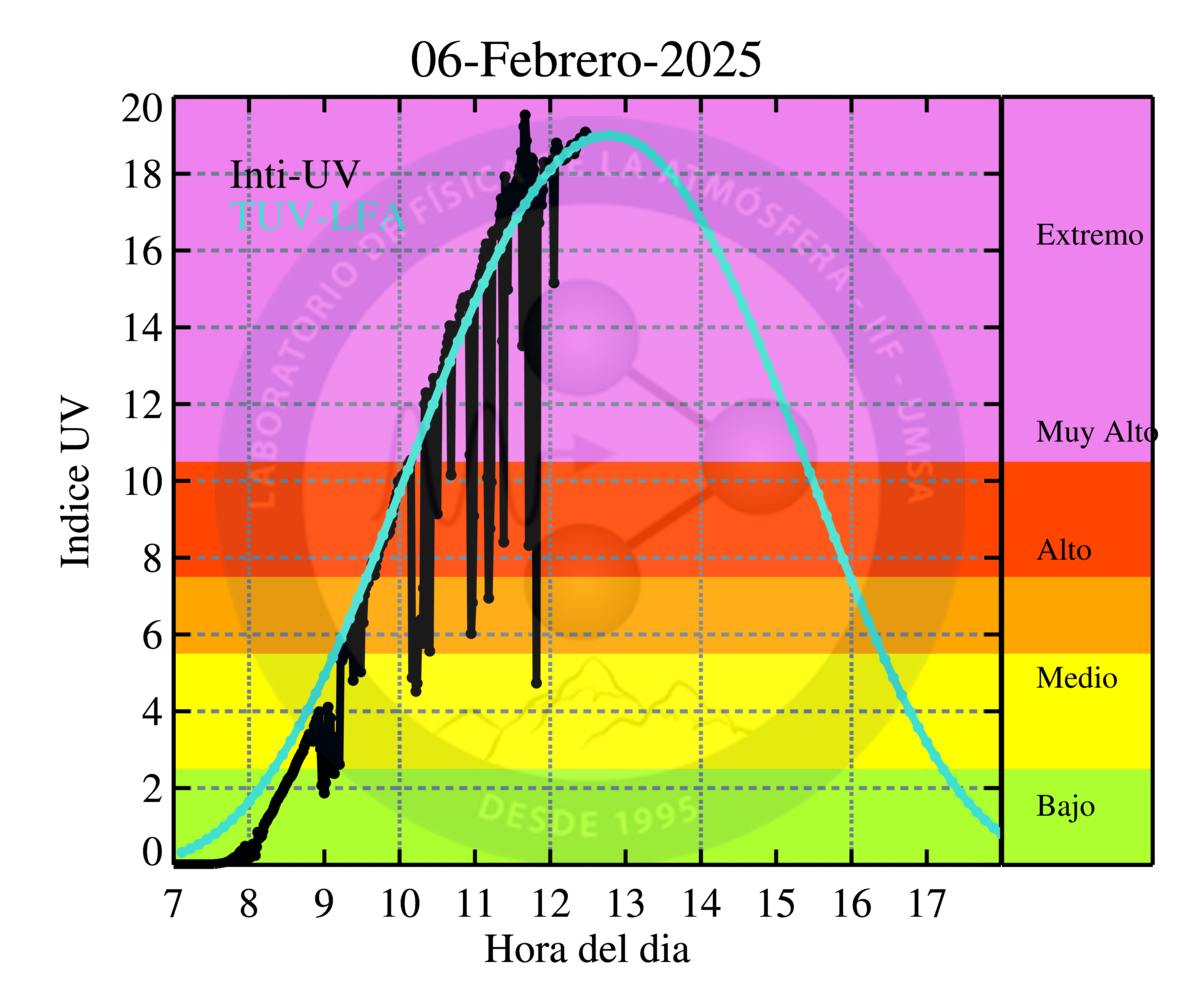 06-Febrero-2025
Inti-UV
TUV-LFA
LABORATORIO DE FÍSICA DE LA ATMÓSFERA - IIF - UMSA
DESDE 1995
Indice UV
20
18
16
14
12
10
8
6
4
2
0
7 8 9 10 11 12 13 14 15 16 17
Hora del dia
Extremo
Muy Alto
Alto
Medio
Bajo